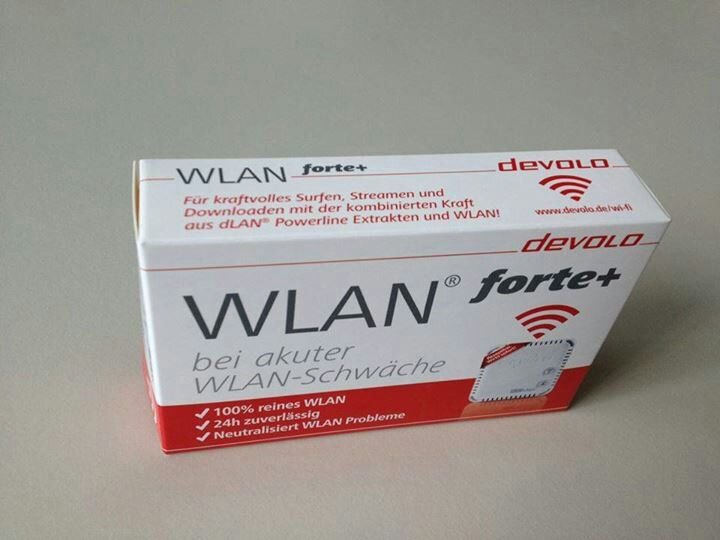 WLAN forte+ devolo
Für kraftvolles Surfen, Streamen und
Downloaden mit der kombinierten Kraft
aus dLAN® Powerline Extrakten und WLAN!
www.devolo.de/wi-fi
devolo
WLAN® forte+
bei akuter
WLAN-Schwäche
✓ 100% reines WLAN
✓ 24h zuverlässig
✓ Neutralisiert WLAN Probleme